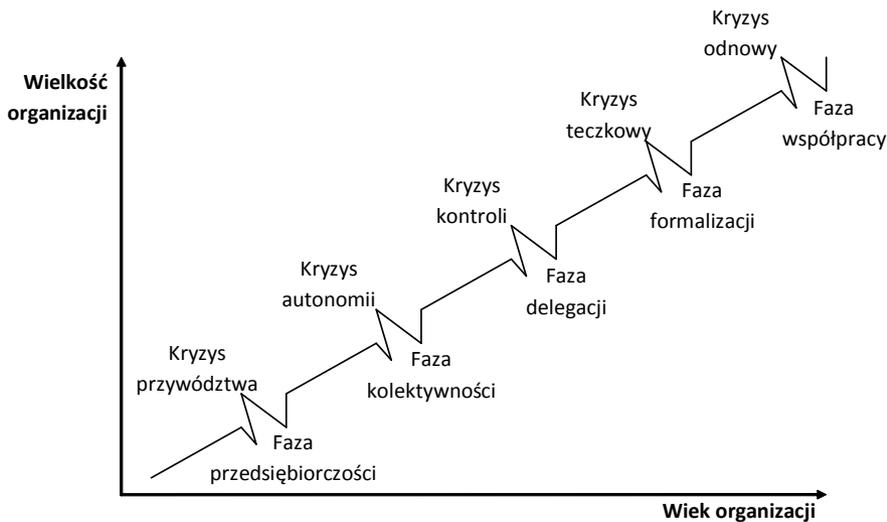 Kryzys
odnowy
Wielkość
organizacji
Kryzys
teczkowy
Faza
współpracy
Kryzys
kontroli
Faza
formalizacji
Kryzys
autonomii
Faza
delegacji
Kryzys
przywództwa
Faza
kolektywności
Faza
przedsiębiorczości
Wiek organizacji